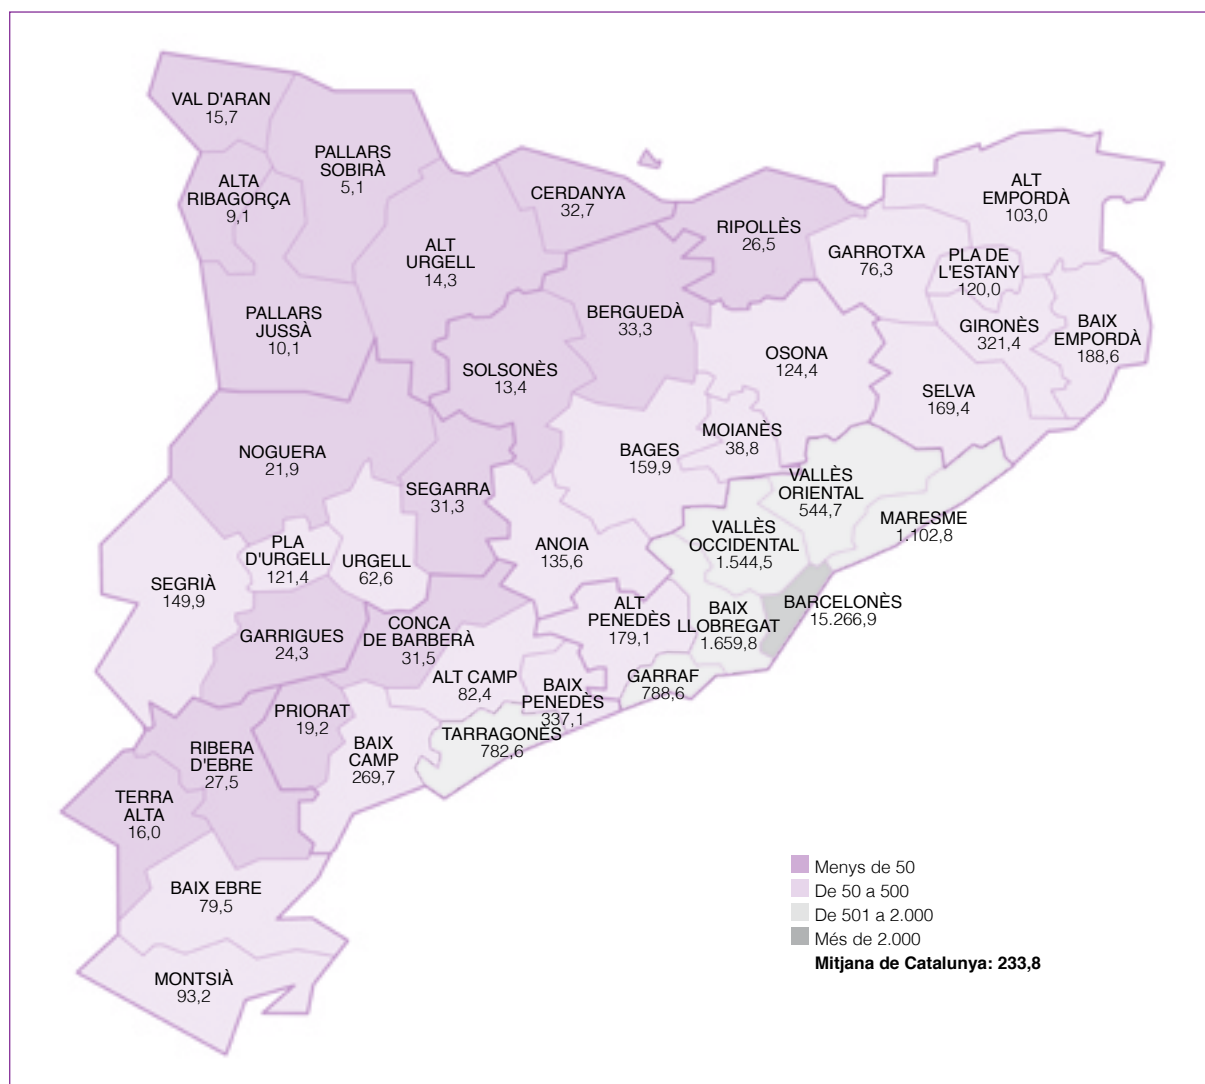 VAL D'ARAN
15,7
PALLARS
SOBIRÀ
5,1
ALTA
RIBAGORÇA
9,1
CERDANYA
32,7
RIPOLLÈS
26,5
ALT
EMPORDÀ
103,0
ALT
URGELL
14,3
GARROTXA
76,3
PLA DE
L'ESTANY
120,0
PALLARS
JUSSÀ
10,1
BERGUEDÀ
33,3
GIRONÈS
321,4
BAIX
EMPORDÀ
188,6
SOLSONÈS
13,4
OSONA
124,4
SELVA
169,4
NOGUERA
21,9
BAGES
159,9
MOIANÈS
38,8
SEGARRA
31,3
VALLÈS
ORIENTAL
544,7
MARESME
1.102,8
PLA
D'URGELL
121,4
URGELL
62,6
ANOIA
135,6
VALLÈS
OCCIDENTAL
1.544,5
SEGRIÀ
149,9
GARRIGUES
24,3
CONCA
DE BARBERÀ
31,5
ALT
PENEDÈS
179,1
BAIX
LLOBREGAT
1.659,8
BARCELONÈS
15.266,9
ALT CAMP
82,4
BAIX
PENEDÈS
337,1
GARRAF
788,6
PRIORAT
19,2
BAIX
CAMP
269,7
TARRAGONÈS
782,6
RIBERA
D'EBRE
27,5
TERRA
ALTA
16,0
BAIX EBRE
79,5
MONTSIÀ
93,2
Menys de 50
De 50 a 500
De 501 a 2.000
Més de 2.000
Mitjana de Catalunya: 233,8